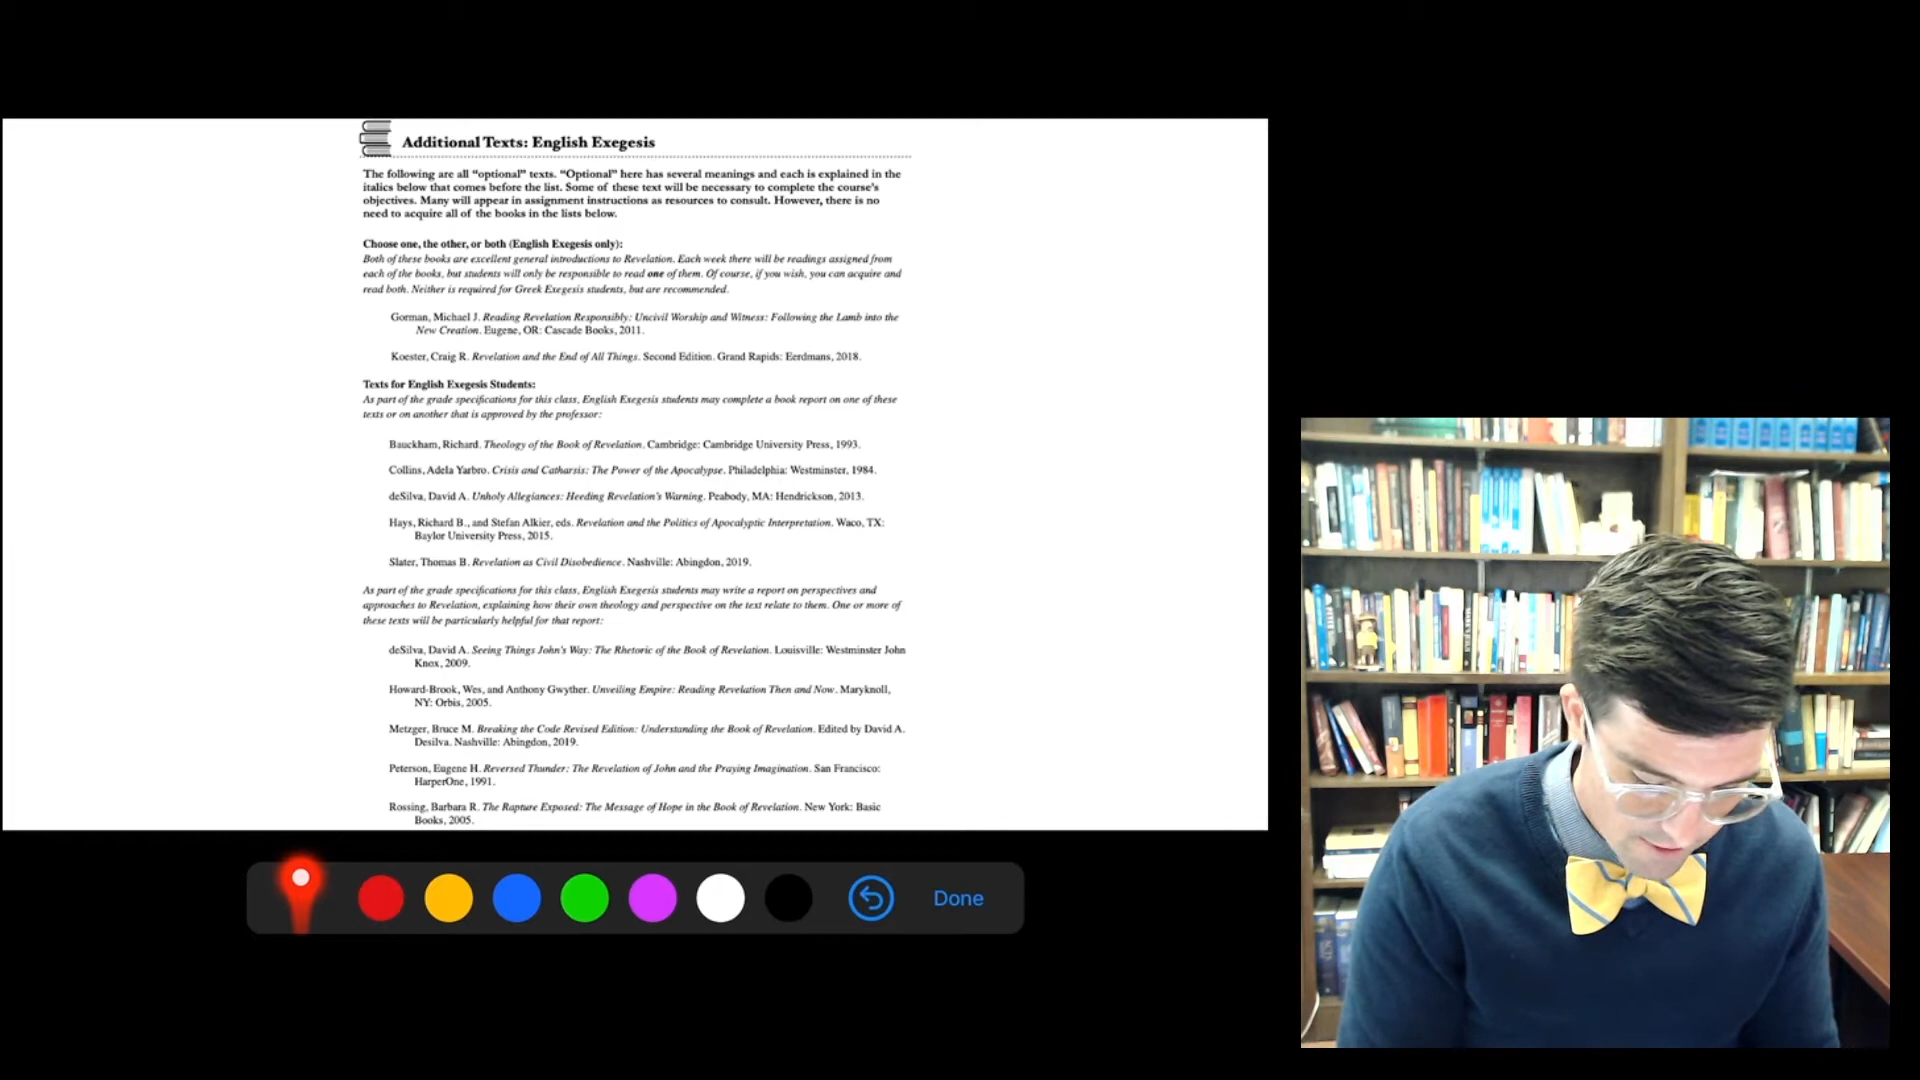 Additional Texts: English Exegesis
The following are all “optional” texts. “Optional” here has several meanings and each is explained in the
italics below that comes before the list. Some of these text will be necessary to complete the course’s
objectives. Many will appear in assignment instructions as resources to consult. However, there is no
need to acquire all of the books in the lists below.
Choose one, the other, or both (English Exegesis only):
Both of these books are excellent general introductions to Revelation. Each week there will be readings assigned from
each of the books, but students will only be responsible to read one of them. Of course, if you wish, you can acquire and
read both. Neither is required for Greek Exegesis students, but are recommended.
Gorman, Michael J. Reading Revelation Responsibly: Uncivil Worship and Witness: Following the Lamb into the
New Creation. Eugene, OR: Cascade Books, 2011.
Koester, Craig R. Revelation and the End of All Things. Second Edition. Grand Rapids: Eerdmans, 2018.
Texts for English Exegesis Students:
As part of the grade specifications for this class, English Exegesis students may complete a book report on one of these
texts or on another that is approved by the professor:
Bauckham, Richard. Theology of the Book of Revelation. Cambridge: Cambridge University Press, 1993.
Collins, Adela Yarbro. Crisis and Catharsis: The Power of the Apocalypse. Philadelphia: Westminster, 1984.
deSilva, David A. Unholy Allegiances: Heeding Revelation’s Warning. Peabody, MA: Hendrickson, 2013.
Hays, Richard B., and Stefan Alkier, eds. Revelation and the Politics of Apocalyptic Interpretation. Waco, TX:
Baylor University Press, 2015.
Slater, Thomas B. Revelation as Civil Disobedience. Nashville: Abingdon, 2019.
As part of the grade specifications for this class, English Exegesis students may write a report on perspectives and
approaches to Revelation, explaining how their own theology and perspective on the text relate to them. One or more of
these texts will be particularly helpful for that report:
deSilva, David A. Seeing Things John’s Way: The Rhetoric of the Book of Revelation. Louisville: Westminster John
Knox, 2009.
Howard-Brook, Wes, and Anthony Gwyther. Unveiling Empire: Reading Revelation Then and Now. Maryknoll,
NY: Orbis, 2005.
Metzger, Bruce M. Breaking the Code Revised Edition: Understanding the Book of Revelation. Edited by David A.
Desilva. Nashville: Abingdon, 2019.
Peterson, Eugene H. Reversed Thunder: The Revelation of John and the Praying Imagination. San Francisco:
HarperOne, 1991.
Rossing, Barbara R. The Rapture Exposed: The Message of Hope in the Book of Revelation. New York: Basic
Books, 2005.
Done